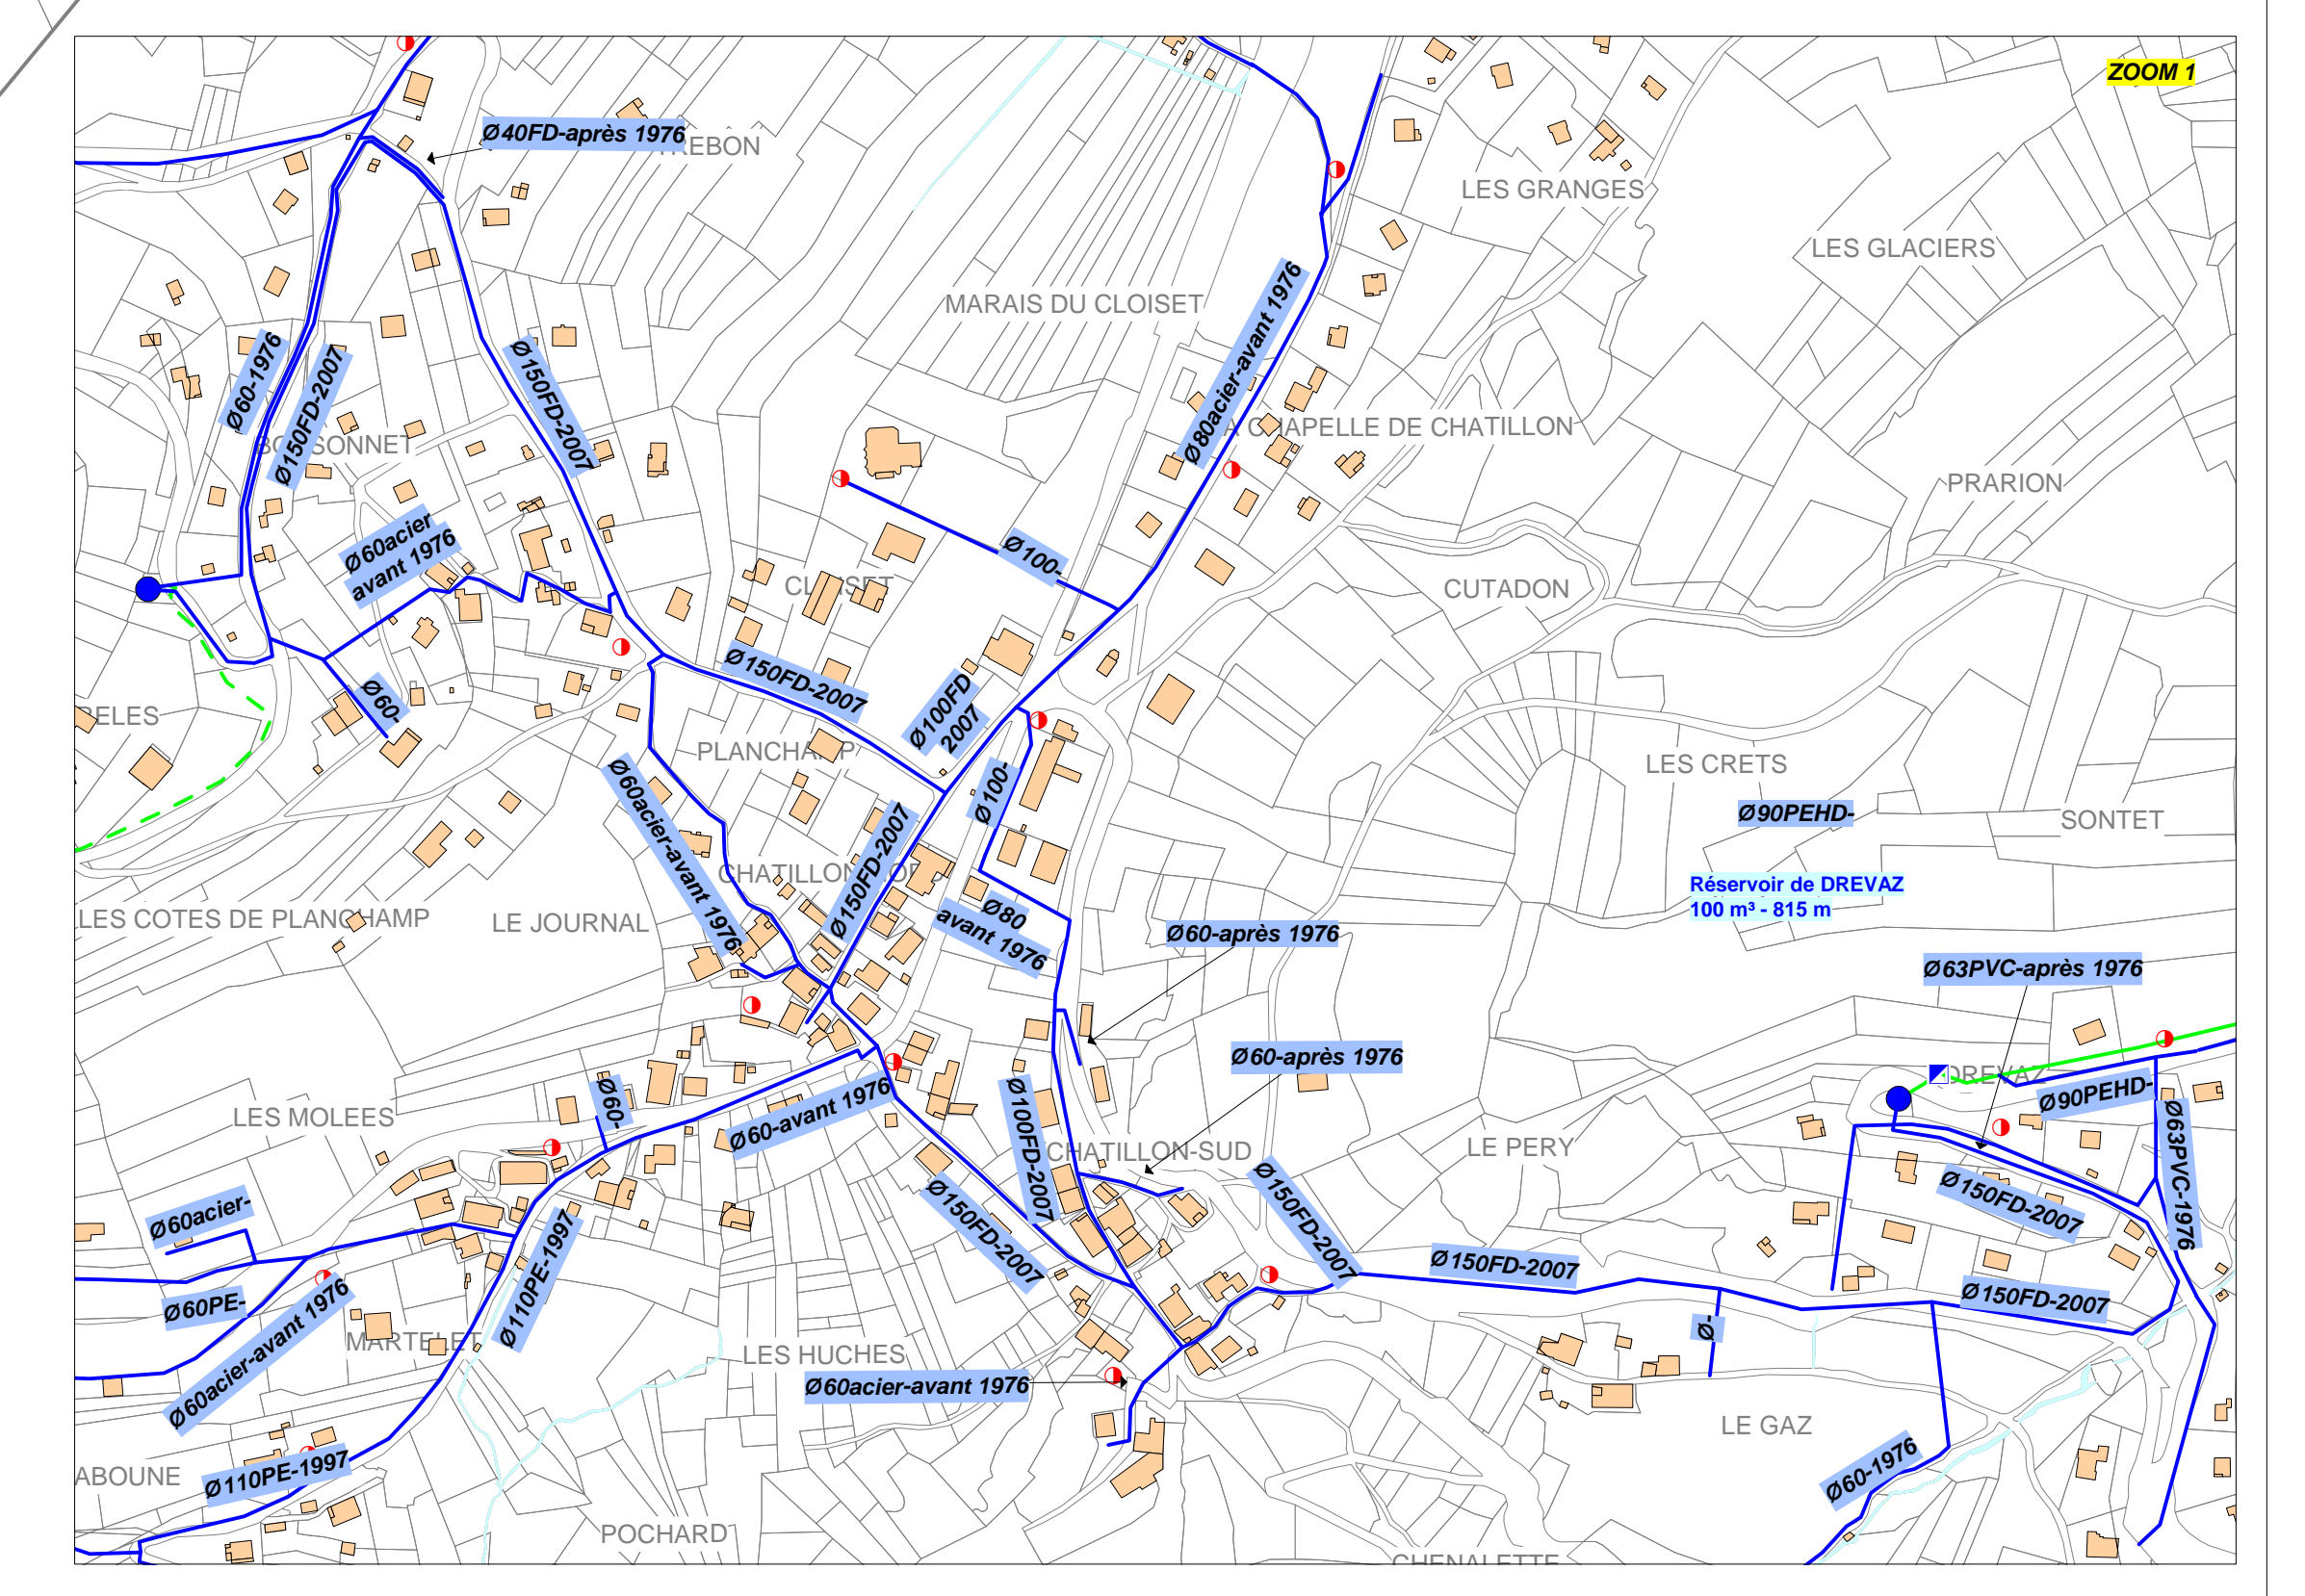 ZOOM 1
Ø40FD-après 1976
TREBON
LES GRANGES
LES GLACIERS
MARAIS DU CLOISET
Ø80acier-avant 1976
Ø60-1976
Ø150FD-2007
Ø150FD-2007
BOISSONNET
LA CHAPELLE DE CHATILLON
PRARION
Ø60acier
avant 1976
Ø100-
CLOISET
CUTADON
Ø60-
BELES
Ø150FD-2007
Ø100FD
2007
PLANCHAMP
LES CRETS
Ø100-
Ø90PEHD-
SONTET
Ø60acier-avant 1976
CHATILLON-NORD
Ø150FD-2007
Réservoir de DREVAZ
100 m³ - 815 m
LES COTES DE PLANCHAMP
LE JOURNAL
Ø80
avant 1976
Ø60-après 1976
Ø63PVC-après 1976
Ø60-après 1976
DREVAZ
Ø90PEHD-
LES MOLEES
Ø60-
Ø60-avant 1976
Ø100FD-2007
CHATILLON-SUD
LE PERY
Ø63PVC-1976
Ø150FD-2007
Ø60acier-
Ø150FD-2007
Ø150FD-2007
Ø150FD-2007
Ø110PE-1997
Ø60PE-
Ø60acier-avant 1976
Ø150FD-2007
MARTELET
Ø-
LES HUCHES
Ø60acier-avant 1976
LE GAZ
ABOUNE
Ø110PE-1997
Ø60-1976
POCHARD
CHENALETTE